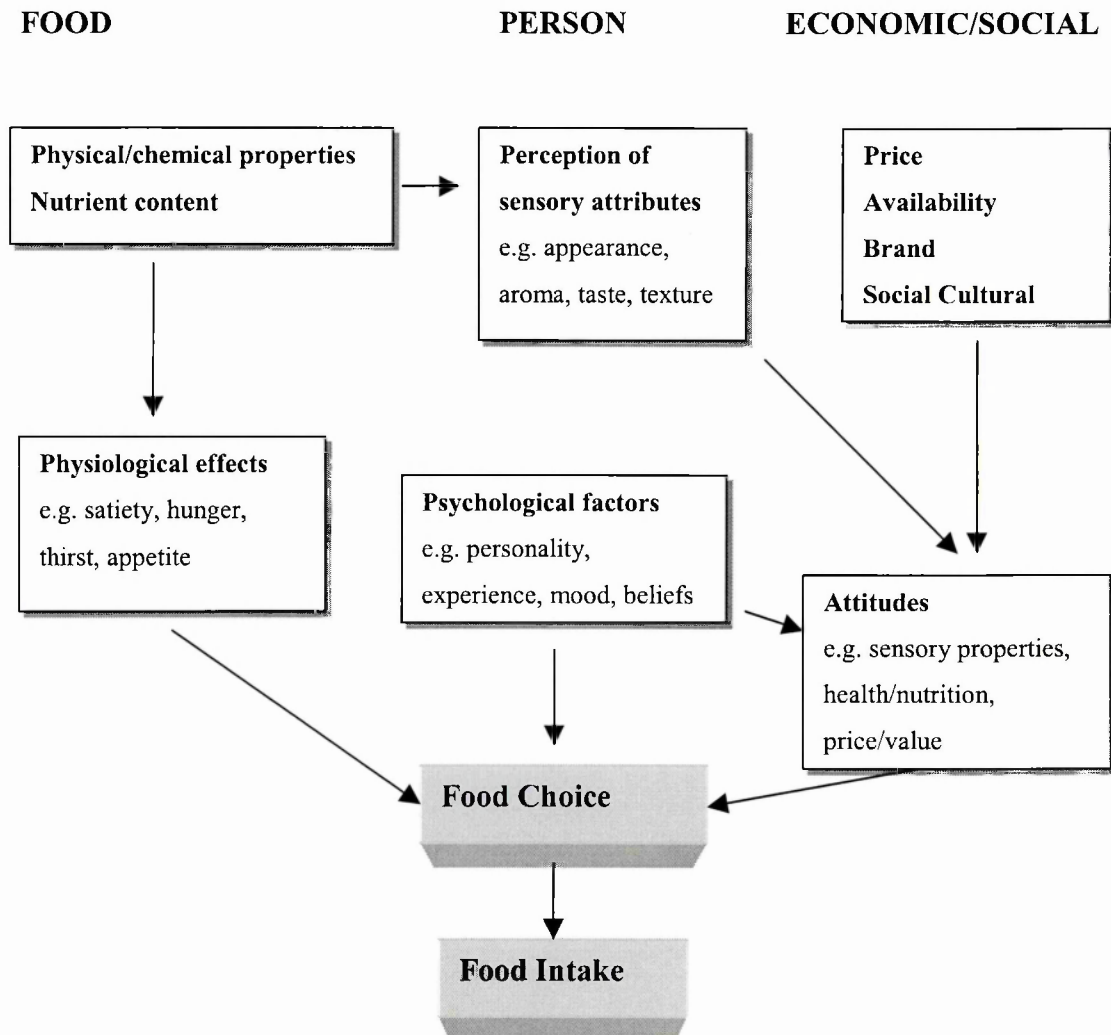 FOOD
PERSON
ECONOMIC/SOCIAL
Physical/chemical properties
Nutrient content
Perception of
sensory attributes
e.g. appearance,
aroma, taste, texture
Price
Availability
Brand
Social Cultural
Physiological effects
e.g. satiety, hunger,
thirst, appetite
Psychological factors
e.g. personality,
experience, mood, beliefs
Attitudes
e.g. sensory properties,
health/nutrition,
price/value
Food Choice
Food Intake